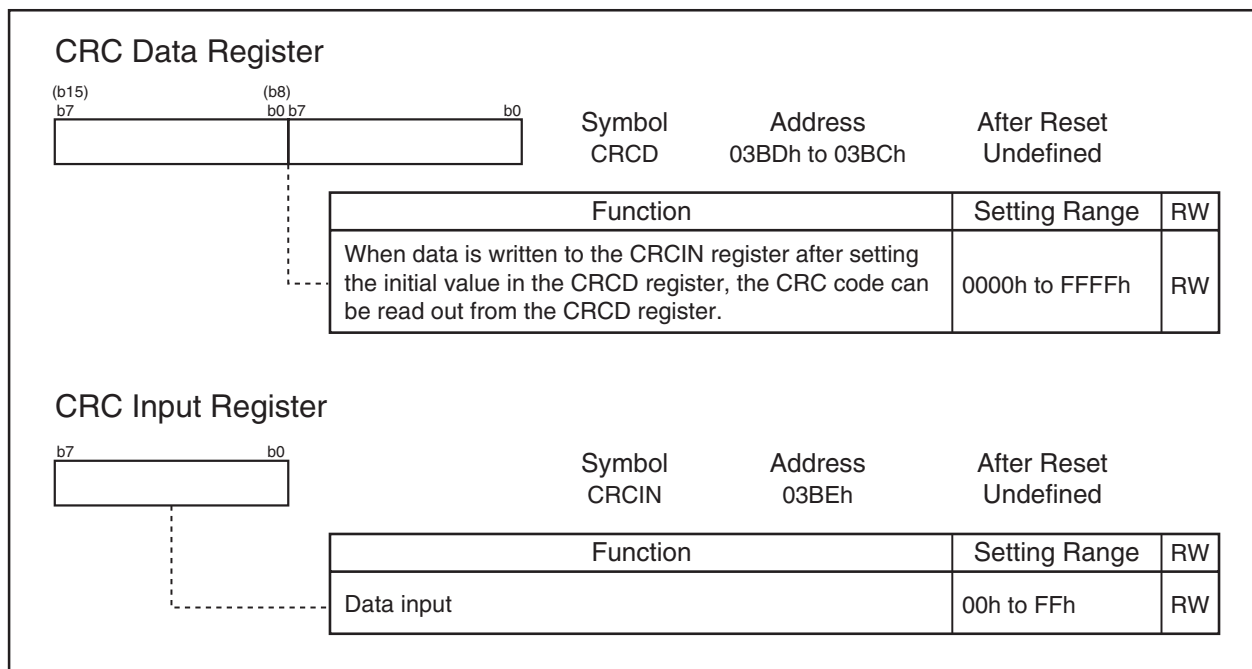 CRC Data Register
(b15) (b8)
b7 b0 b7 b0
Symbol Address After Reset
CRCD 03BDh to 03BCh Undefined
Function Setting Range RW
When data is written to the CRCIN register after setting
the initial value in the CRCD register, the CRC code can
be read out from the CRCD register.
0000h to FFFFh RW
CRC Input Register
b7 b0
Symbol Address After Reset
CRCIN 03BEh Undefined
Function Setting Range RW
Data input 00h to FFh RW